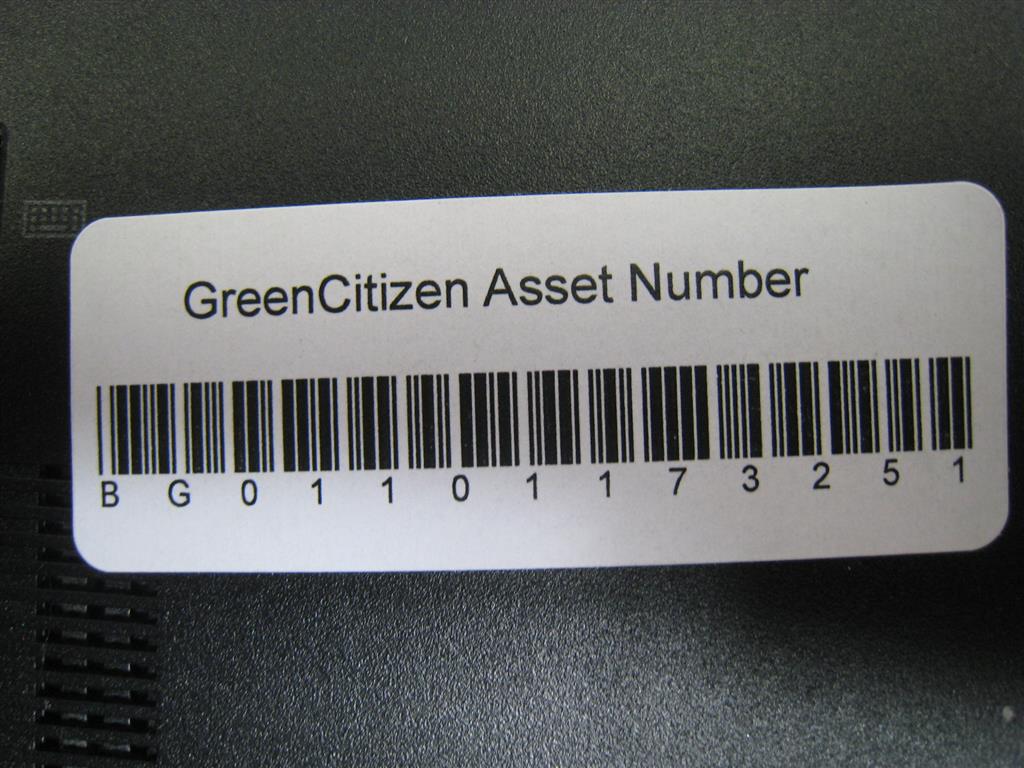 GreenCitizen Asset Number
B G 0 1 1 0 1 1 7 3 2 5 1